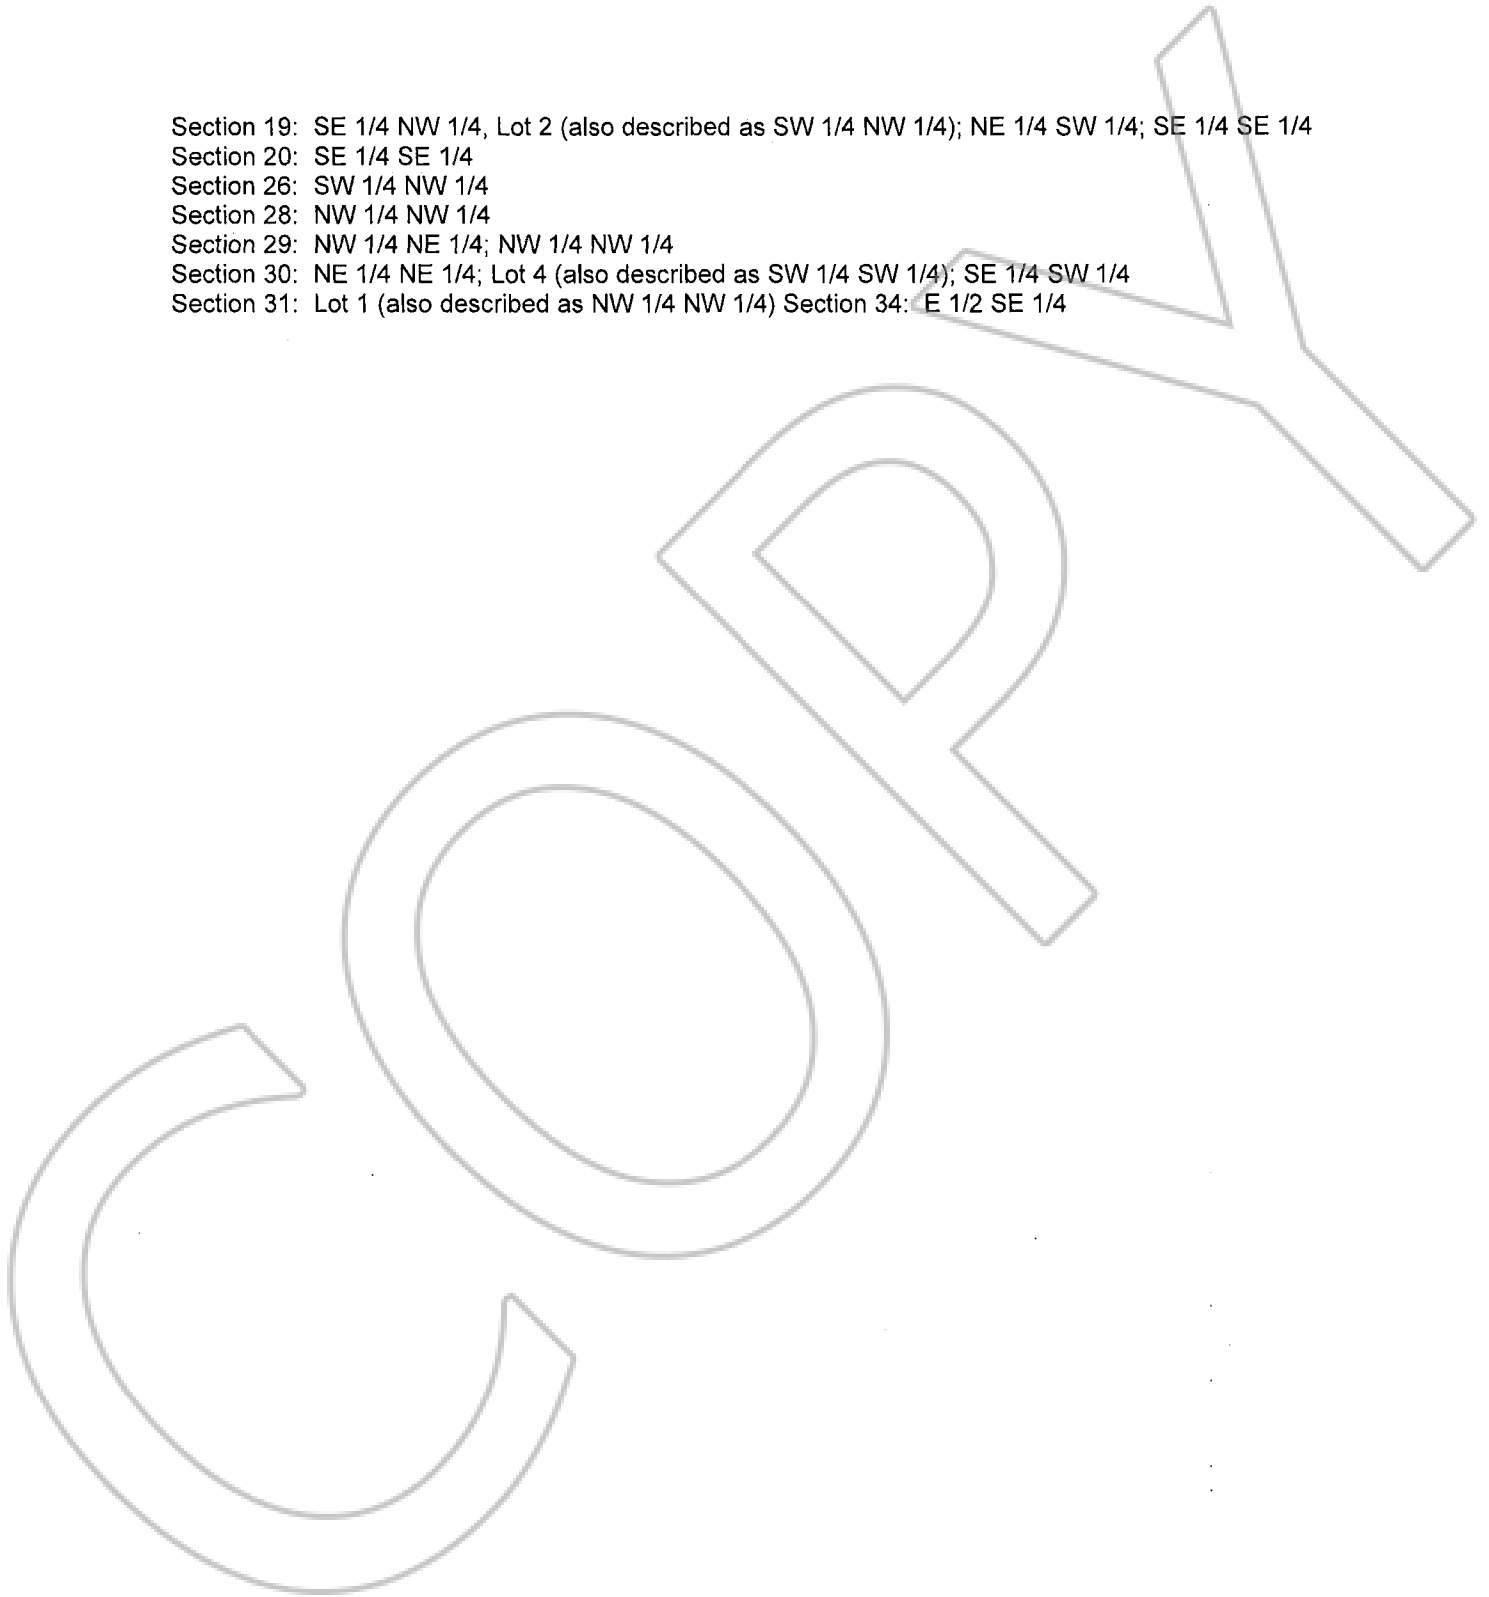 Section 19: SE 1/4 NW 1/4, Lot 2 (also described as SW 1/4 NW 1/4); NE 1/4 SW 1/4; SE 1/4 SE 1/4
Section 20: SE 1/4 SE 1/4
Section 26: SW 1/4 NW 1/4
Section 28: NW 1/4 NW 1/4
Section 29: NW 1/4 NE 1/4; NW 1/4 NW 1/4
Section 30: NE 1/4 NE 1/4; Lot 4 (also described as SW 1/4 SW 1/4); SE 1/4 SW 1/4
Section 31: Lot 1 (also described as NW 1/4 NW 1/4) Section 34: E 1/2 SE 1/4
COPY